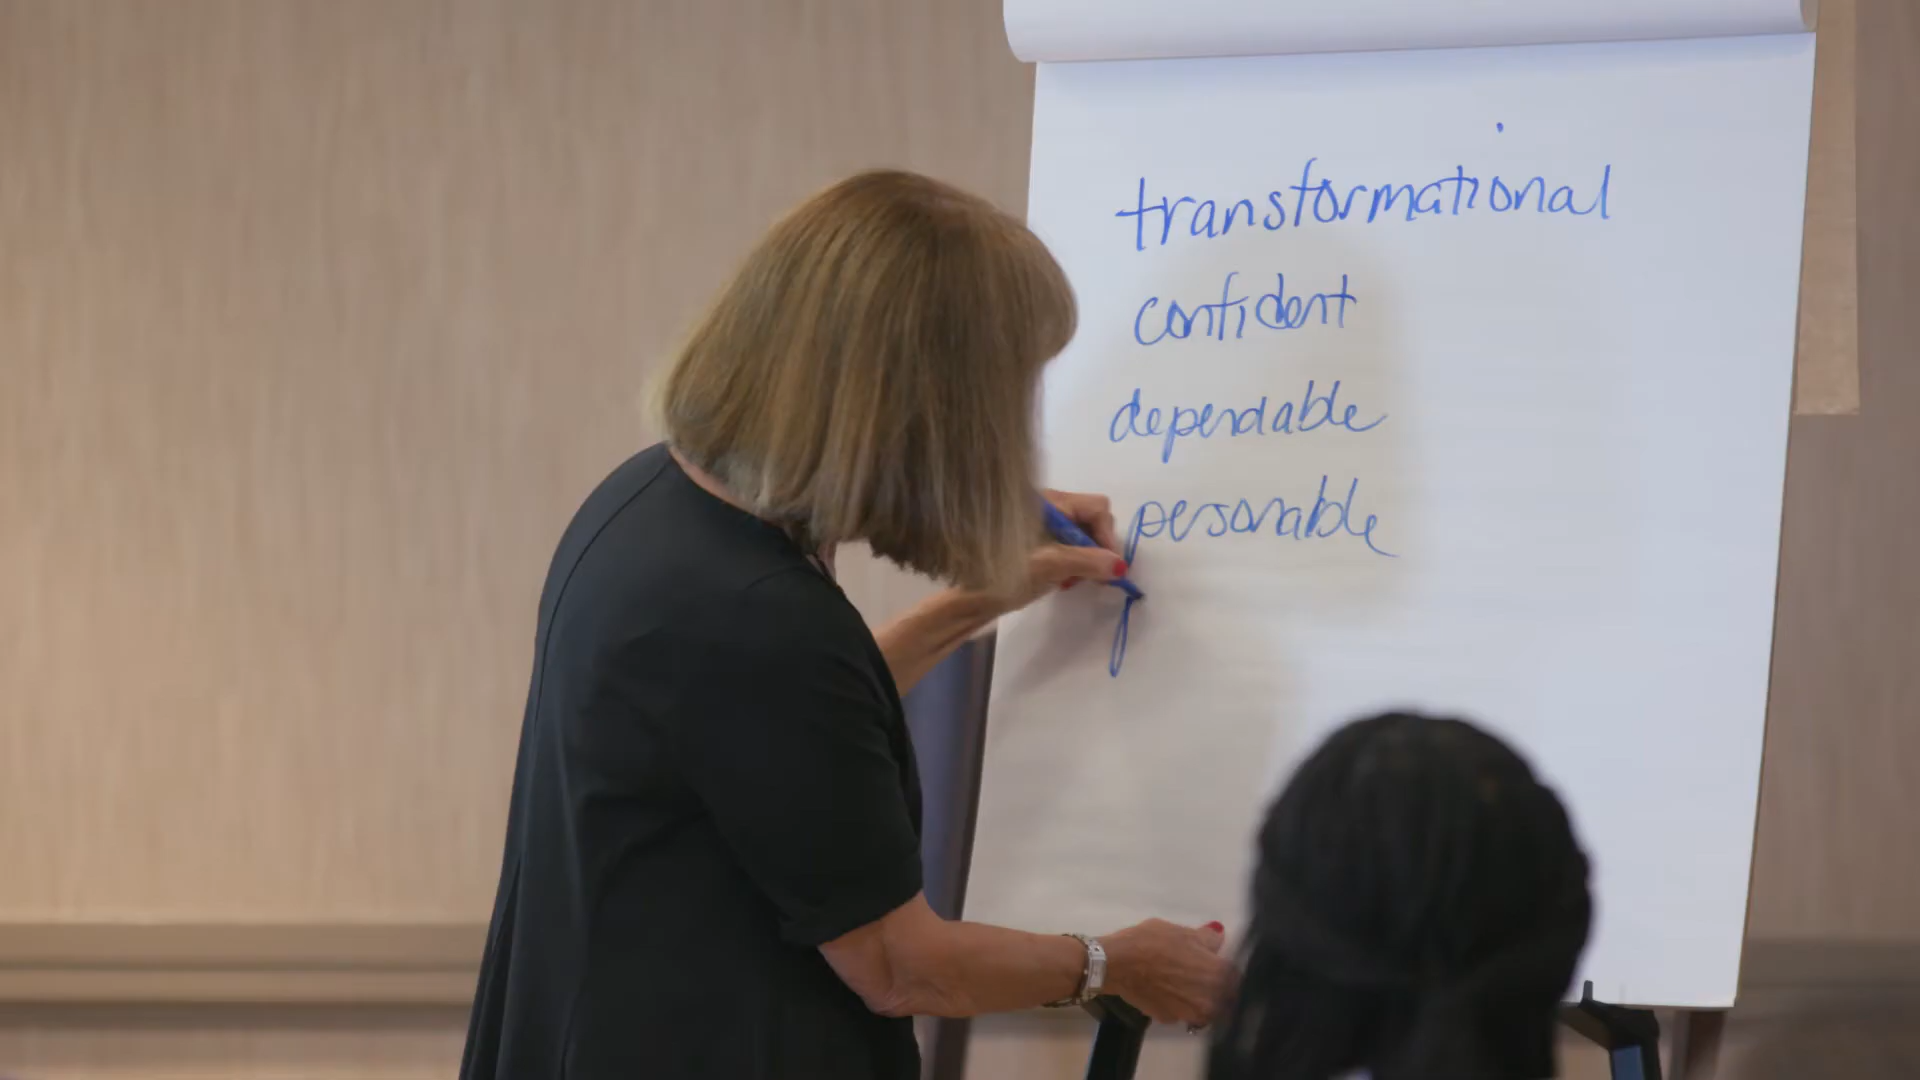 transformational
confident
dependable
personable